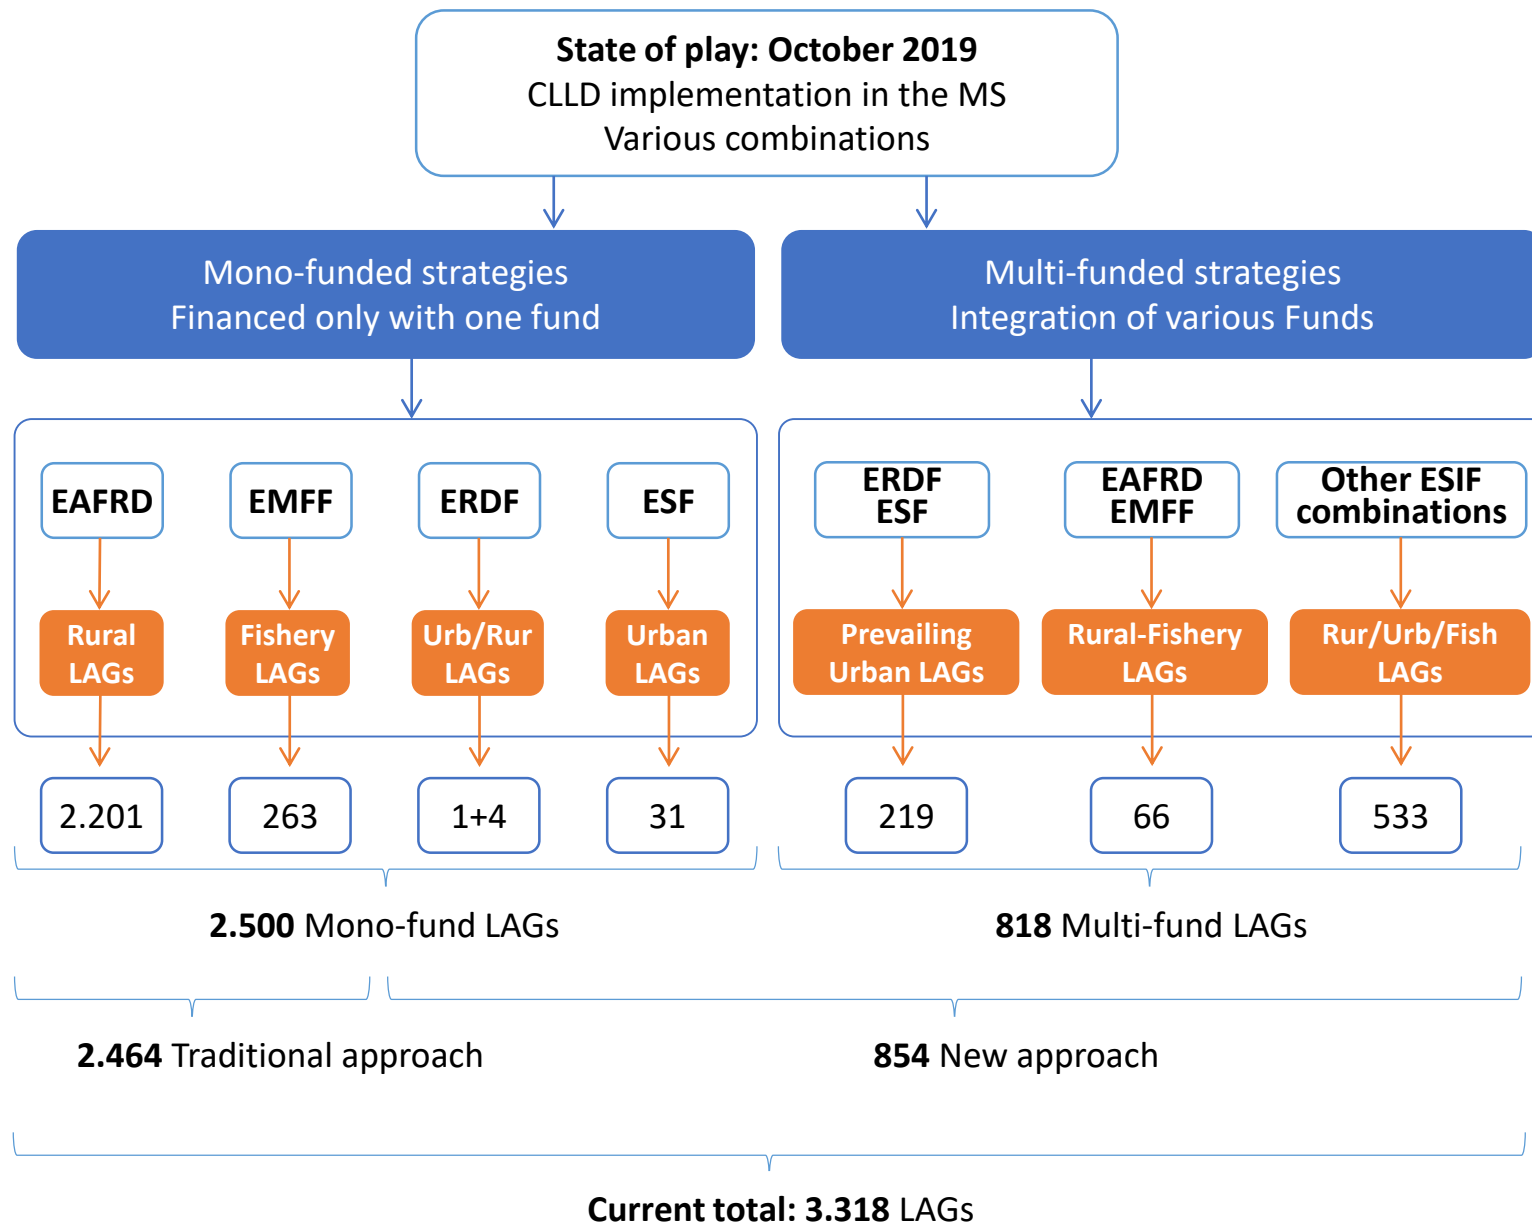 State of play: October 2019
CLLD implementation in the MS
Various combinations
Mono-funded strategies
Financed only with one fund
Multi-funded strategies
Integration of various Funds
EAFRD
EMFF
ERDF
ESF
ERDF
ESF
EAFRD
EMFF
Other ESIF
combinations
Rural
LAGs
Fishery
LAGs
Urb/Rur
LAGs
Urban
LAGs
Prevailing
Urban LAGs
Rural-Fishery
LAGs
Rur/Urb/Fish
LAGs
2.201
263
1+4
31
219
66
533
2.500 Mono-fund LAGs
818 Multi-fund LAGs
2.464 Traditional approach
854 New approach
Current total: 3.318 LAGs